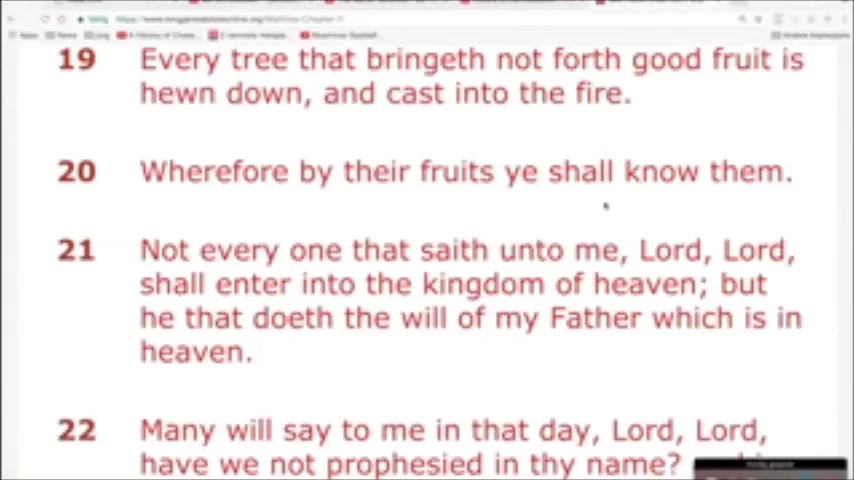 19 Every tree that bringeth not forth good fruit is
hewn down, and cast into the fire.
20 Wherefore by their fruits ye shall know them.
21 Not every one that saith unto me, Lord, Lord,
shall enter into the kingdom of heaven; but
he that doeth the will of my Father which is in
heaven.
22 Many will say to me in that day, Lord, Lord,
have we not prophesied in thy name?